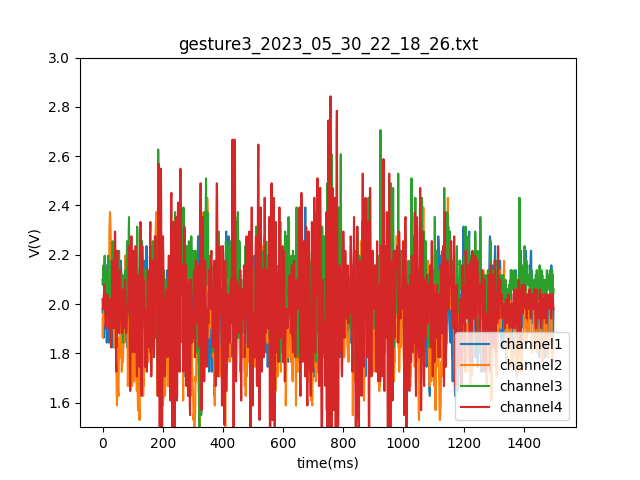 gesture3_2023_05_30_22_18_26.txt
3.0
2.8
2.6
2.4
2.2
2.0
1.8
1.6
V(V)
channel1
channel2
channel3
channel4
0 200 400 600 800 1000 1200 1400
time(ms)